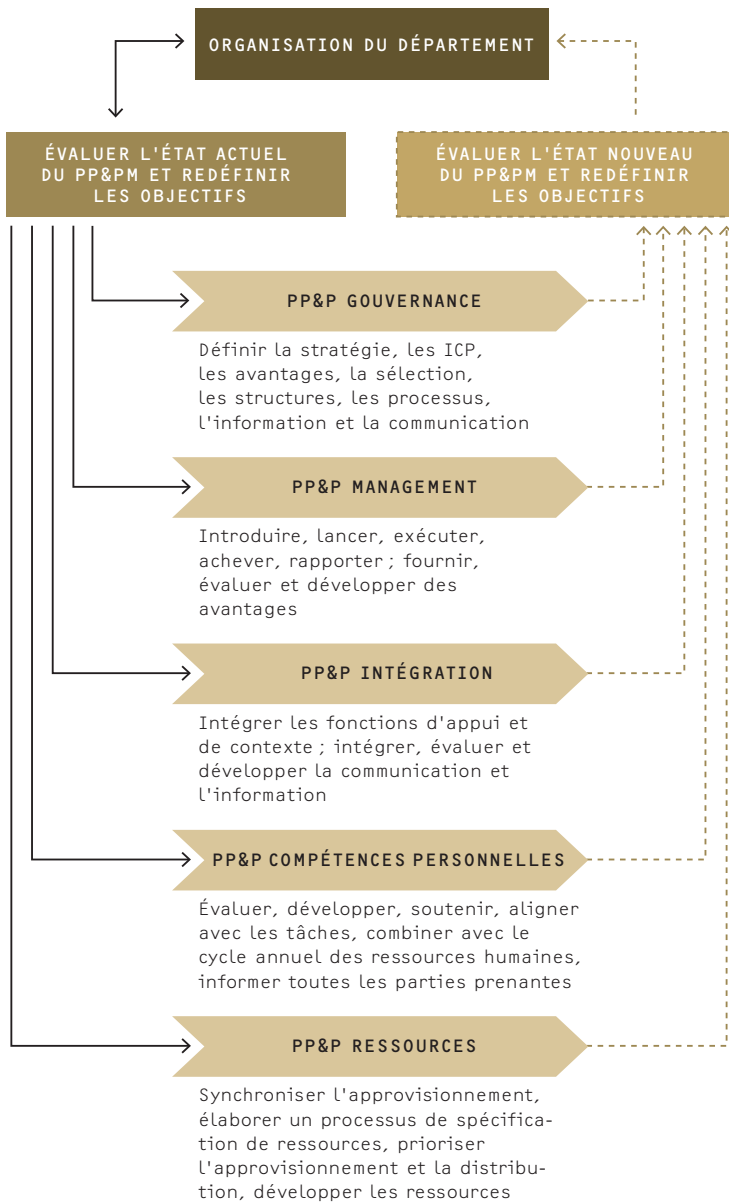 ORGANISATION DU DÉPARTEMENT
ÉVALUER L'ÉTAT ACTUEL
DU PP&PM ET REDÉFINIR
LES OBJECTIFS
ÉVALUER L'ÉTAT NOUVEAU
DU PP&PM ET REDÉFINIR
LES OBJECTIFS
PP&P GOUVERNANCE
Définir la stratégie, les ICP,
les avantages, la sélection,
les structures, les processus,
l'information et la communication
PP&P MANAGEMENT
Introduire, lancer, exécuter,
achever, rapporter ; fournir,
évaluer et développer des
avantages
PP&P INTÉGRATION
Intégrer les fonctions d'appui et
de contexte ; intégrer, évaluer et
développer la communication et
l'information
PP&P COMPÉTENCES PERSONNELLES
Évaluer, développer, soutenir, aligner
avec les tâches, combiner avec le
cycle annuel des ressources humaines,
informer toutes les parties prenantes
PP&P RESSOURCES
Synchroniser l'approvisionnement,
élaborer un processus de spécifica-
tion de ressources, prioriser
l'approvisionnement et la distribu-
tion, développer les ressources